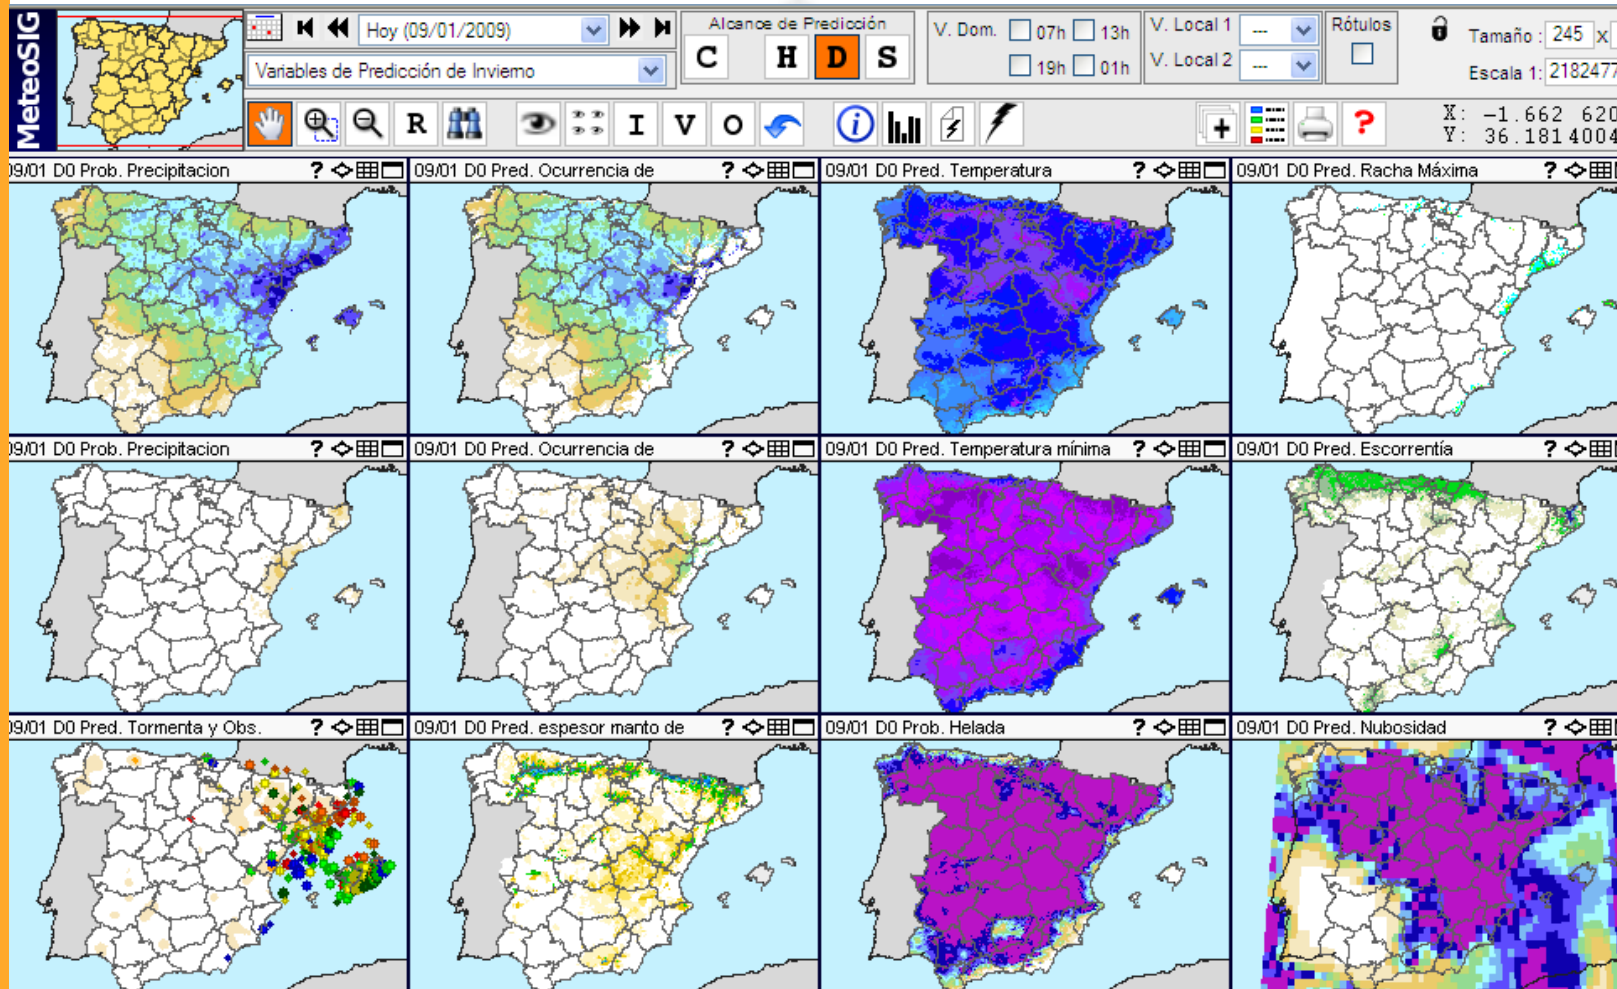 MeteoSIG
Hoy (09/01/2009)
Variables de Predicción de Invierno
Alcance de Predicción
C H D S
V. Dom. 07h 13h
19h 01h
V. Local 1 ---
V. Local 2 ---
Rótulos
Tamaño : 245 x
Escala 1: 2182477
R I V O i ?
X: -1.662 620
Y: 36.1814004
09/01 D0 Prob. Precipitacion ?
09/01 D0 Pred. Ocurrencia de ?
09/01 D0 Pred. Temperatura ?
09/01 D0 Pred. Racha Máxima ?
09/01 D0 Prob. Precipitacion ?
09/01 D0 Pred. Ocurrencia de ?
09/01 D0 Pred. Temperatura mínima ?
09/01 D0 Pred. Escorrentía ?
09/01 D0 Pred. Tormenta y Obs. ?
09/01 D0 Pred. espesor manto de ?
09/01 D0 Prob. Helada ?
09/01 D0 Pred. Nubosidad ?